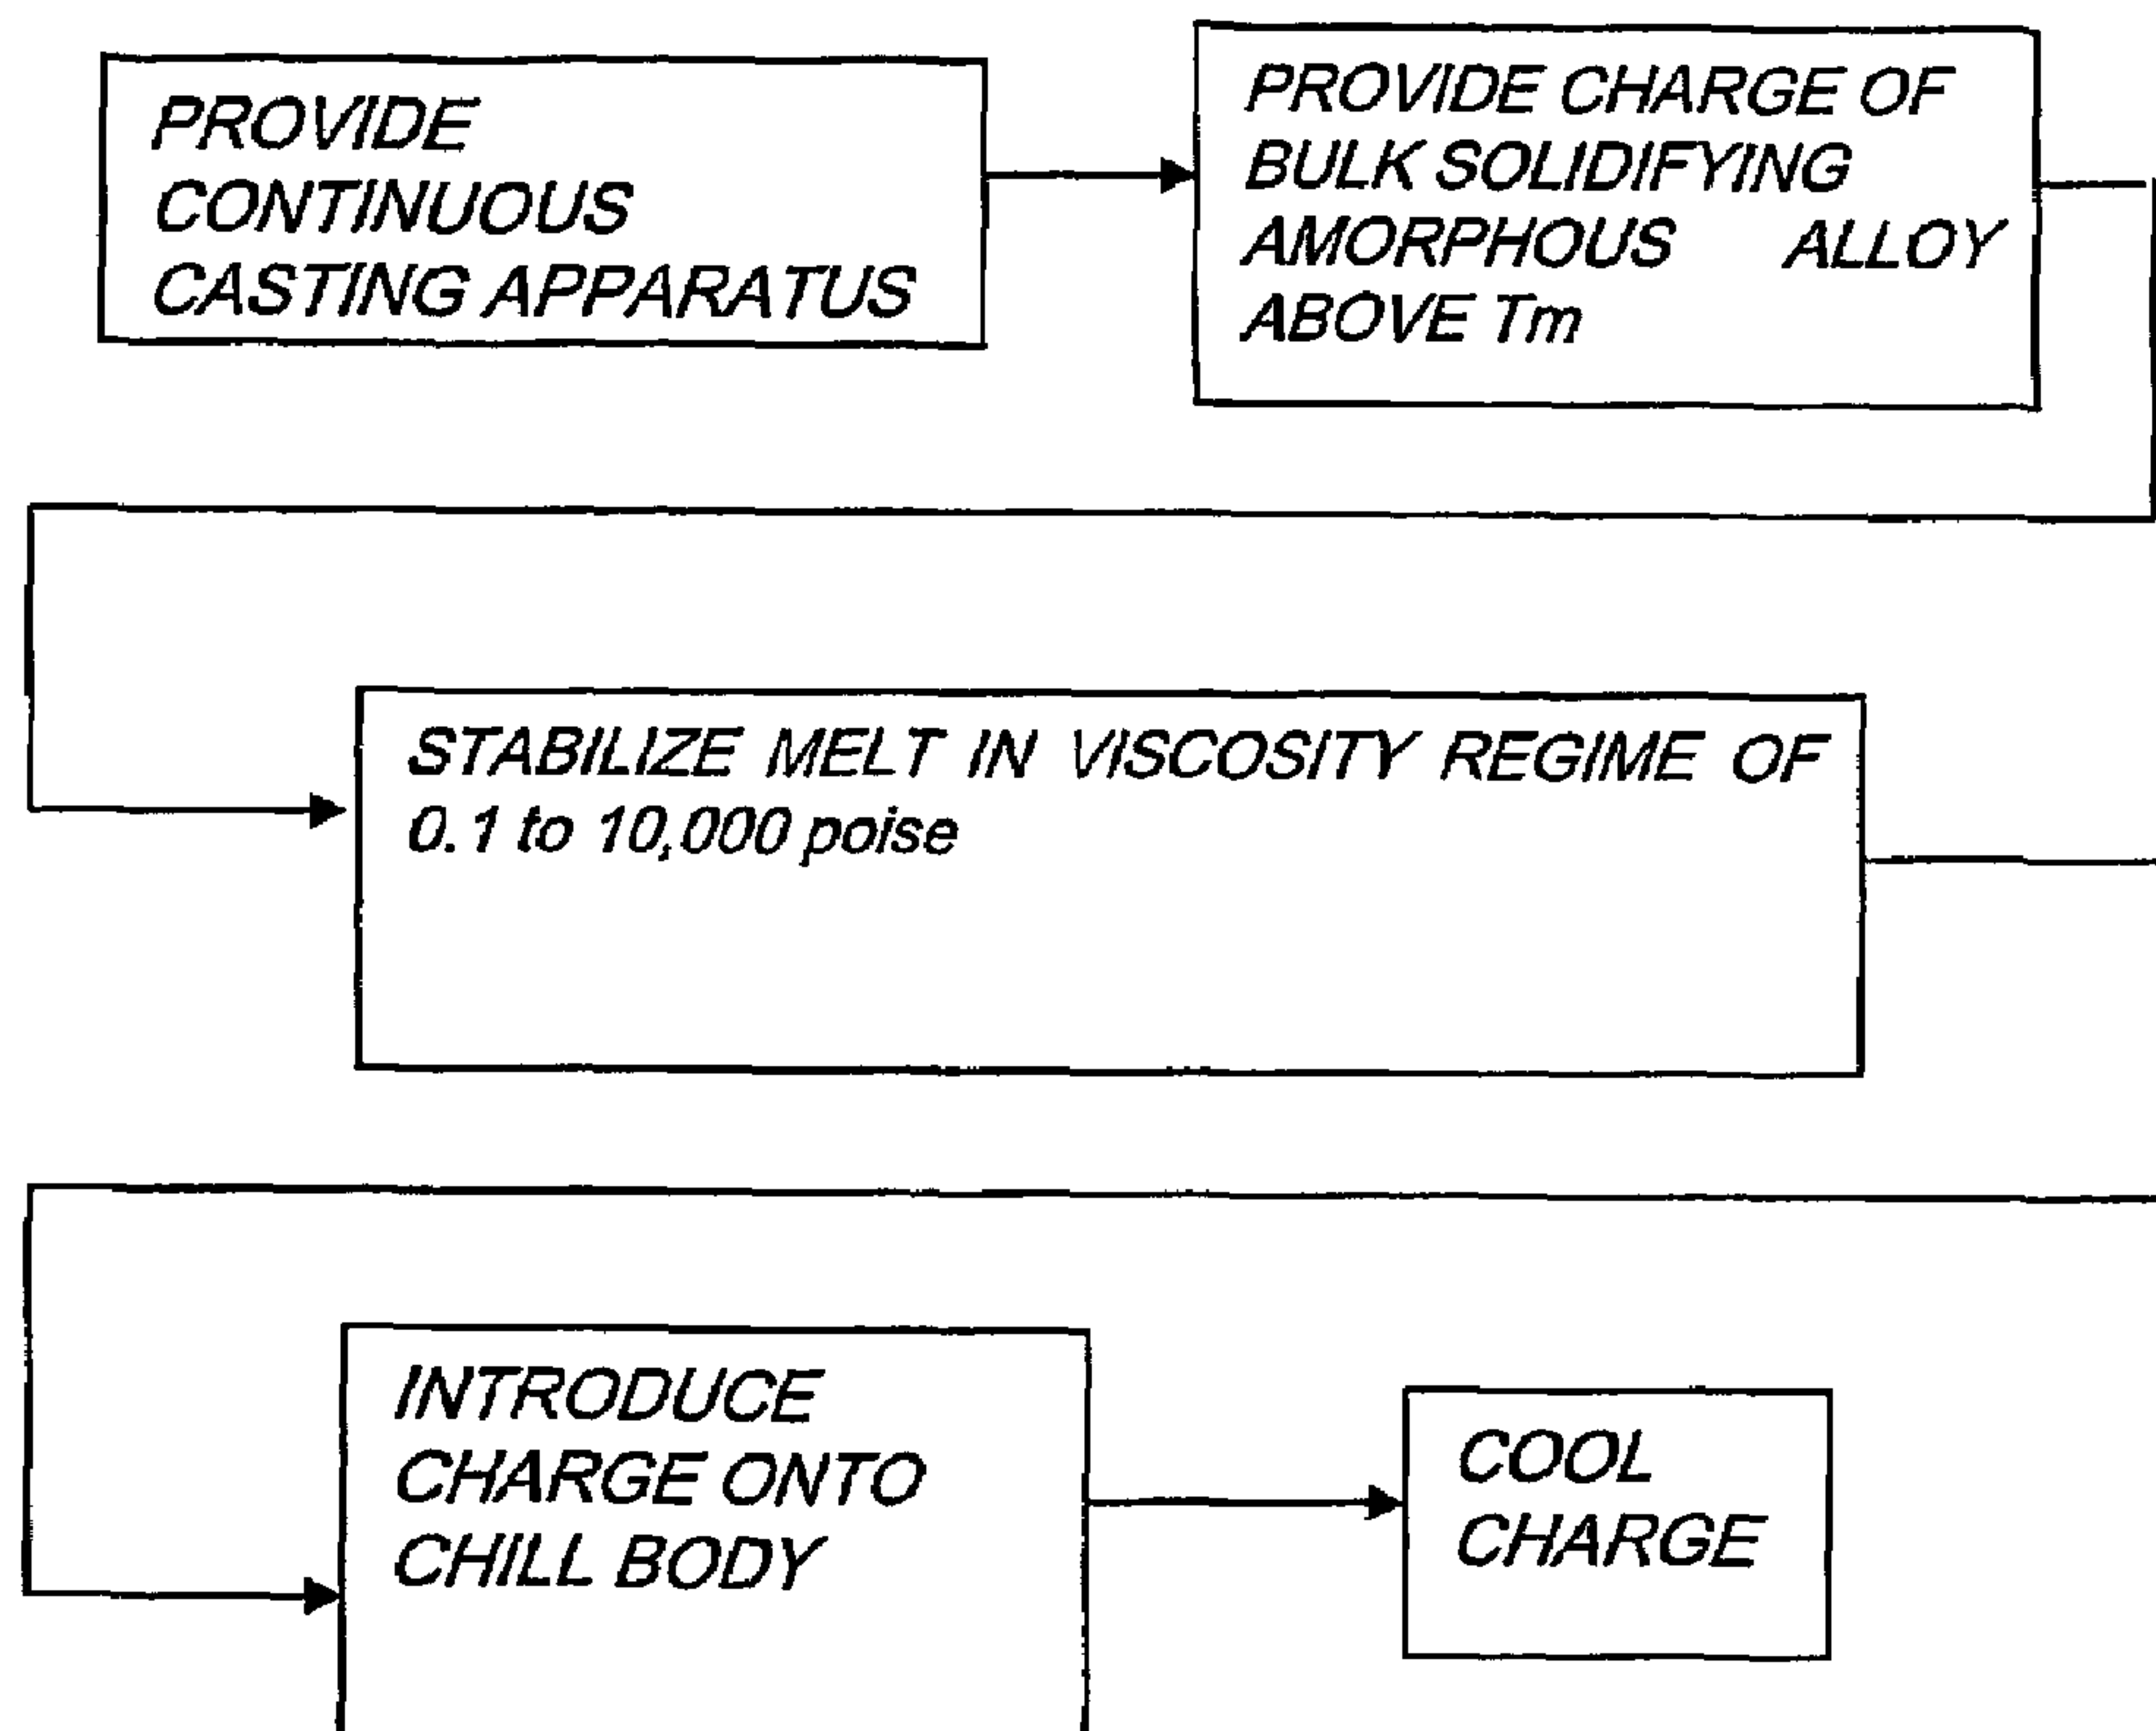 PROVIDE
CONTINUOUS
CASTING APPARATUS
PROVIDE CHARGE OF
BULK SOLIDIFYING
AMORPHOUS ALLOY
ABOVE Tm
STABILIZE MELT IN VISCOSITY REGIME OF
0.1 to 10,000 poise
INTRODUCE
CHARGE ONTO
CHILL BODY
COOL
CHARGE